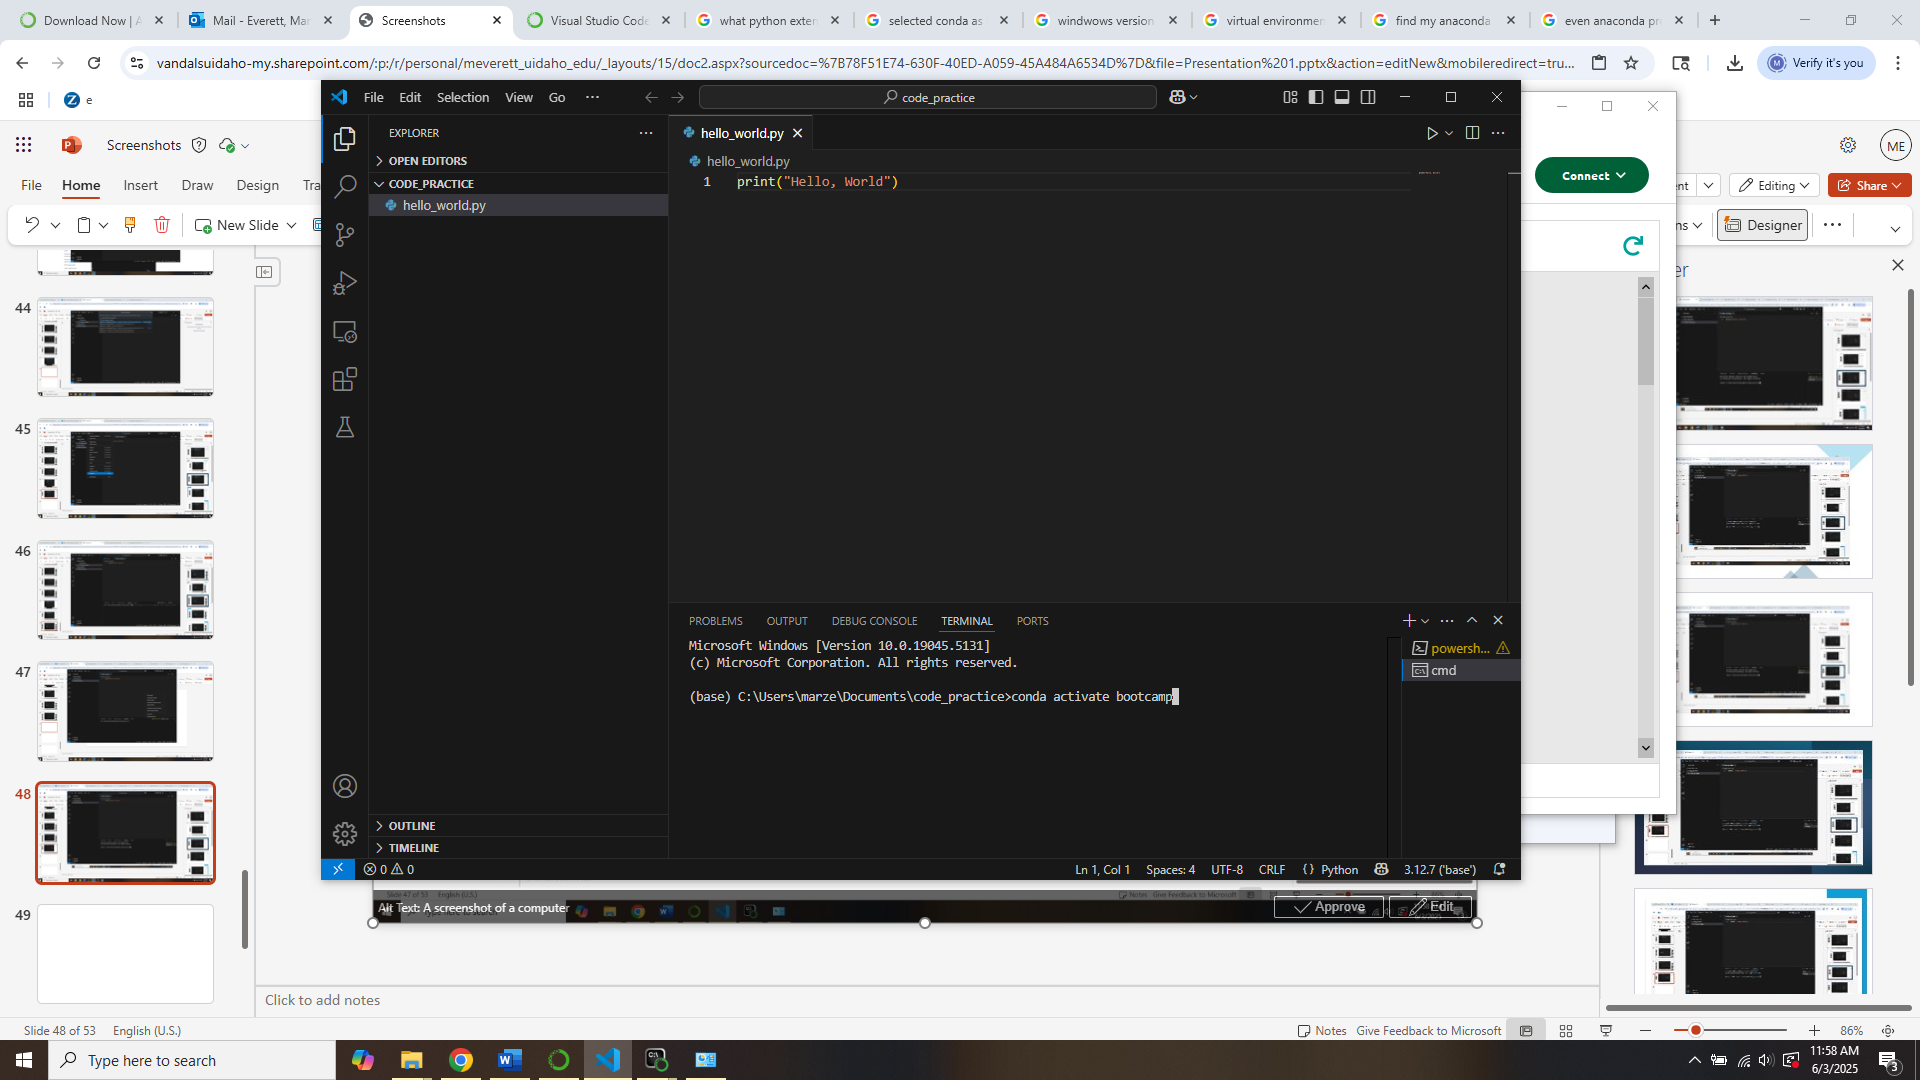 Download Now | A
Mail - Everett, Mar
Screenshots
Visual Studio Code
what python exten
selected conda as
windwows version
virtual environmen
find my anaconda
even anaconda pr
vandalsuidaho-my.sharepoint.com/:p:/r/personal/meverett_uidaho_edu/_layouts/15/doc2.aspx?sourcedoc=%7B78F51E74-630F-40ED-A059-45A484A6534D%7D&file=Presentation%201.pptx&action=editNew&mobileredirect=tru...
Verify it's you
e
File Edit Selection View Go ···
code_practice
Screenshots
ME
File Home Insert Draw Design Tra
Editing
Share
New Slide
Designer
Connect
EXPLORER
OPEN EDITORS
CODE_PRACTICE
hello_world.py
hello_world.py
hello_world.py
1 print("Hello, World")
44
45
46
47
48
49
PROBLEMS OUTPUT DEBUG CONSOLE TERMINAL PORTS
Microsoft Windows [Version 10.0.19045.5131]
(c) Microsoft Corporation. All rights reserved.
(base) C:\Users\marze\Documents\code_practice>conda activate bootcamp
powersh...
cmd
OUTLINE
TIMELINE
0 0
Ln 1, Col 1 Spaces: 4 UTF-8 CRLF {} Python 3.12.7 ('base')
Alt Text: A screenshot of a computer
Approve
Edit
Click to add notes
Slide 48 of 53 English (U.S.)
Notes Give Feedback to Microsoft 86%
Type here to search
11:58 AM
6/3/2025
3